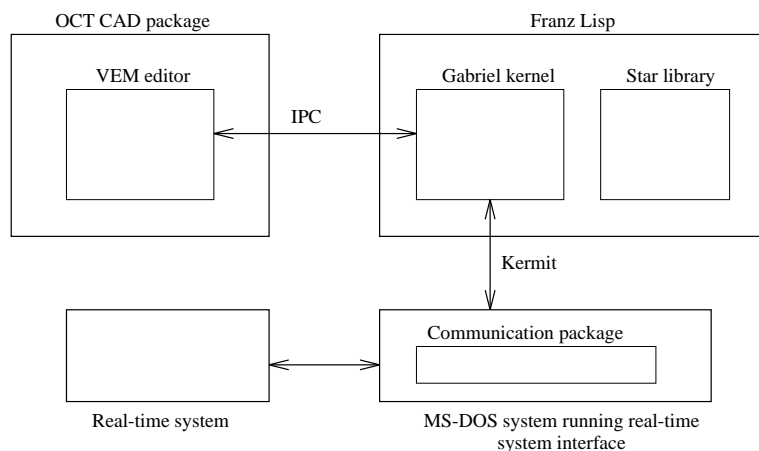 OCT CAD package
Franz Lisp
VEM editor
Gabriel kernel
Star library
IPC
Kermit
Communication package
Real-time system
MS-DOS system running real-time
system interface